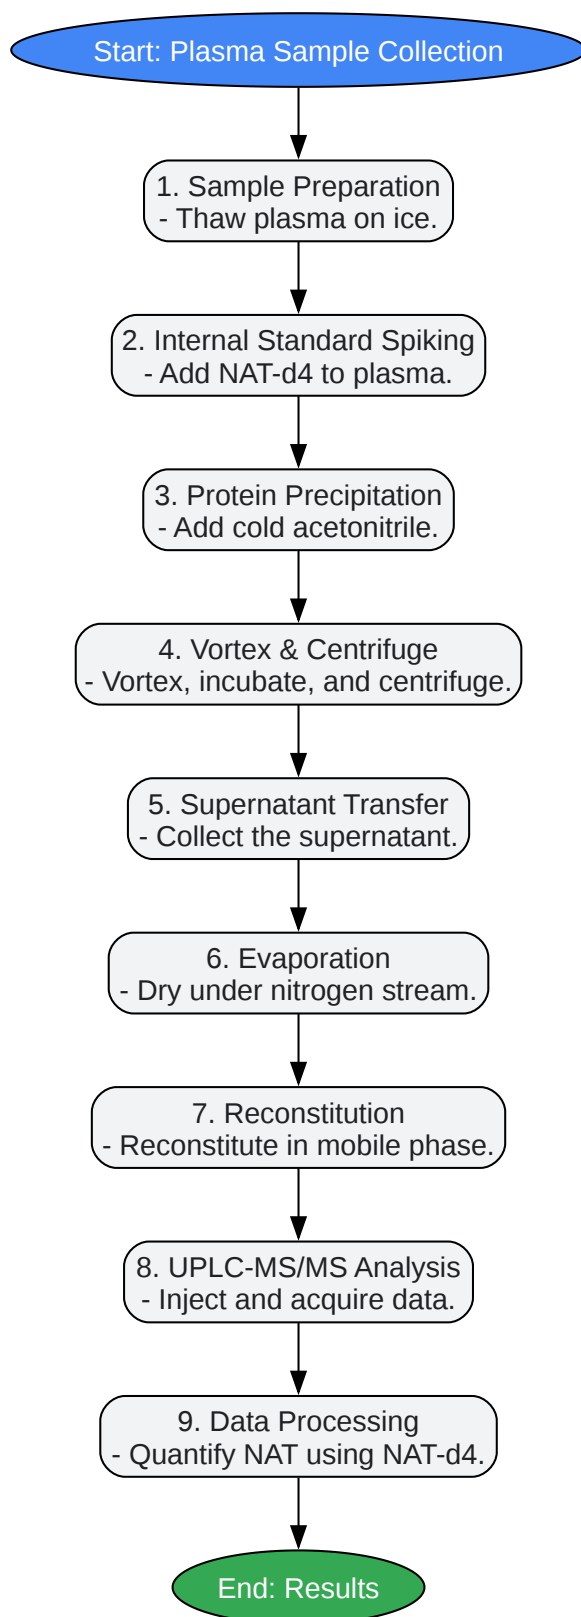 Start: Plasma Sample Collection
1. Sample Preparation
- Thaw plasma on ice.
2. Internal Standard Spiking
- Add NAT-d4 to plasma.
3. Protein Precipitation
- Add cold acetonitrile.
4. Vortex & Centrifuge
- Vortex, incubate, and centrifuge.
5. Supernatant Transfer
- Collect the supernatant.
6. Evaporation
- Dry under nitrogen stream.
7. Reconstitution
- Reconstitute in mobile phase.
8. UPLC-MS/MS Analysis
- Inject and acquire data.
9. Data Processing
- Quantify NAT using NAT-d4.
End: Results